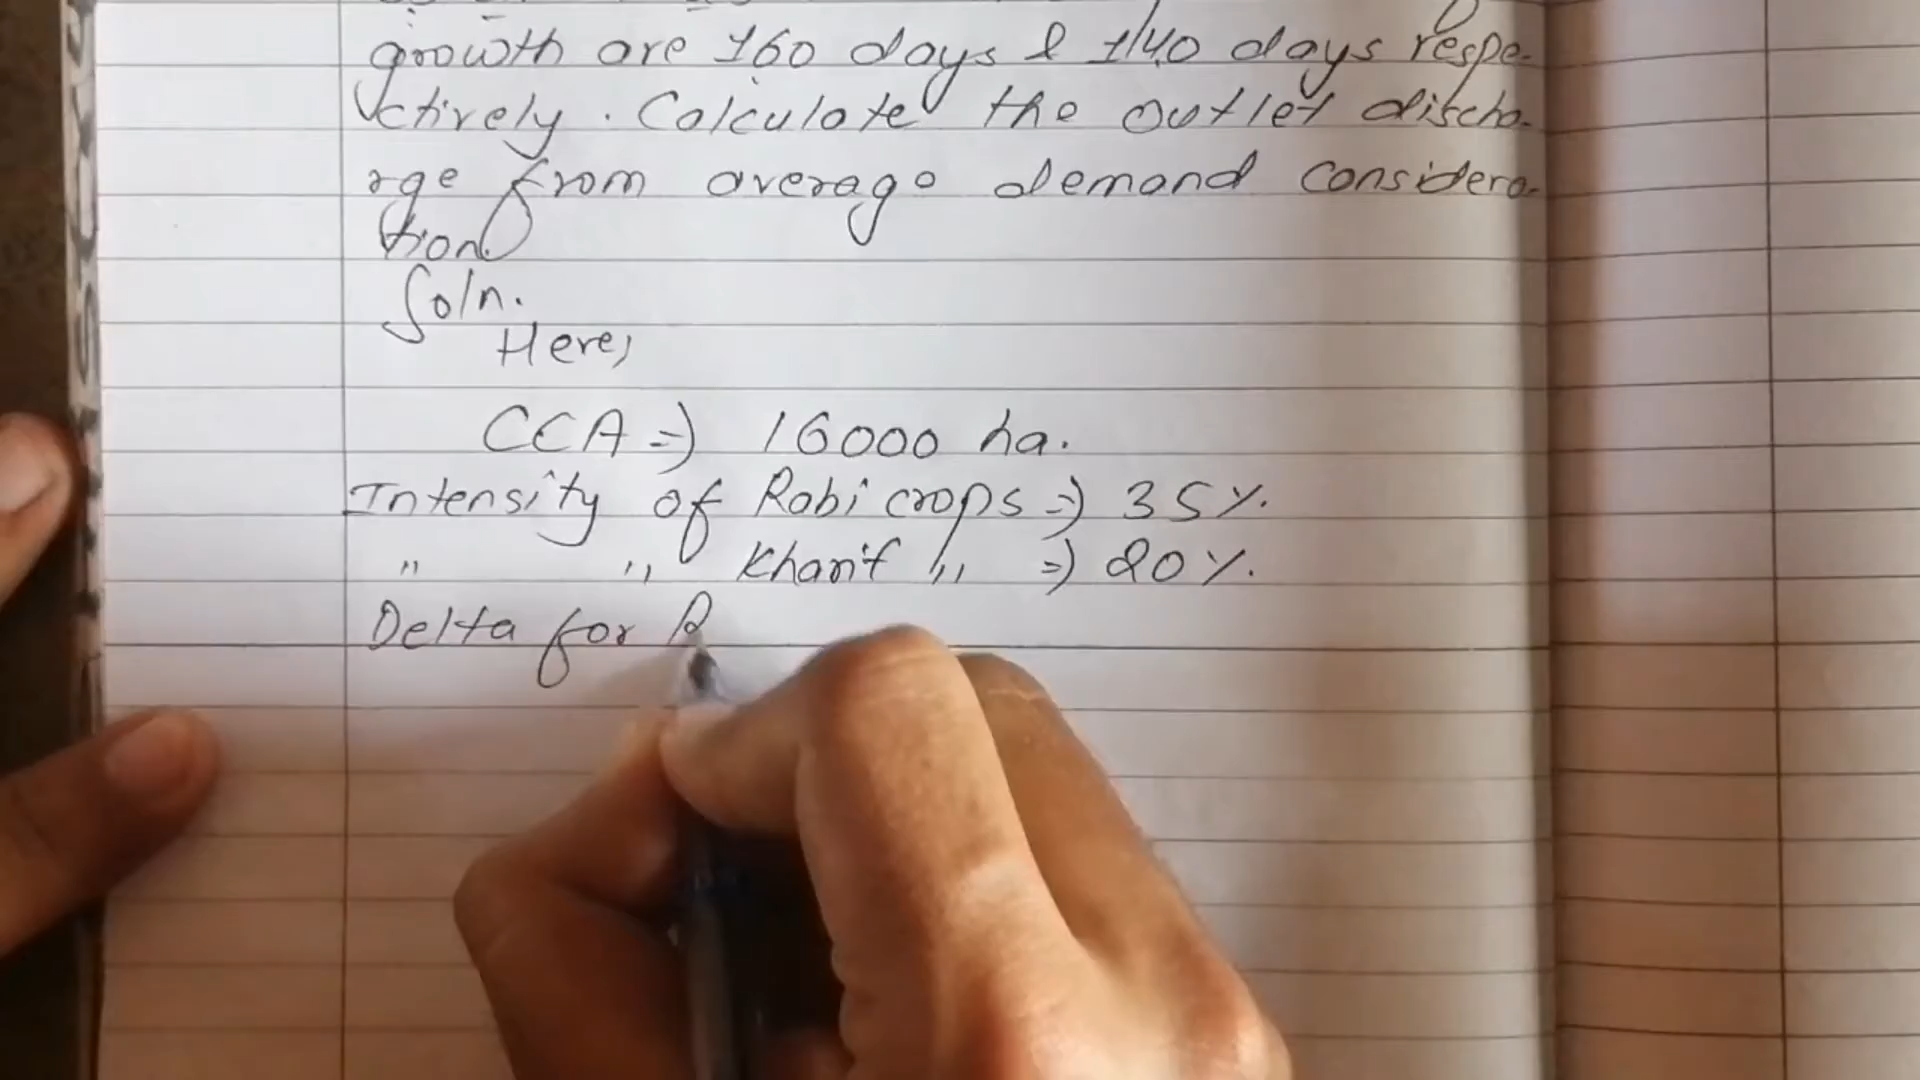 growth are 160 days & 140 days respe-
ctively. Calculate the outlet discha-
rge from average demand considera-
tion.
Soln.
Here,
CCA => 16000 ha.
Intensity of Rabi crops => 35%.
" " Kharif " => 20%.
Delta for R